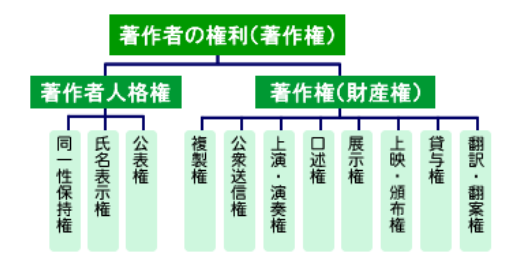 著作者の権利(著作権)
著作者人格権
著作権(財産権)
同一性保持権
氏名表示権
公表権
複製権
公衆送信権
上演・演奏権
口述権
展示権
上映・頒布権
貸与権
翻訳・翻案権